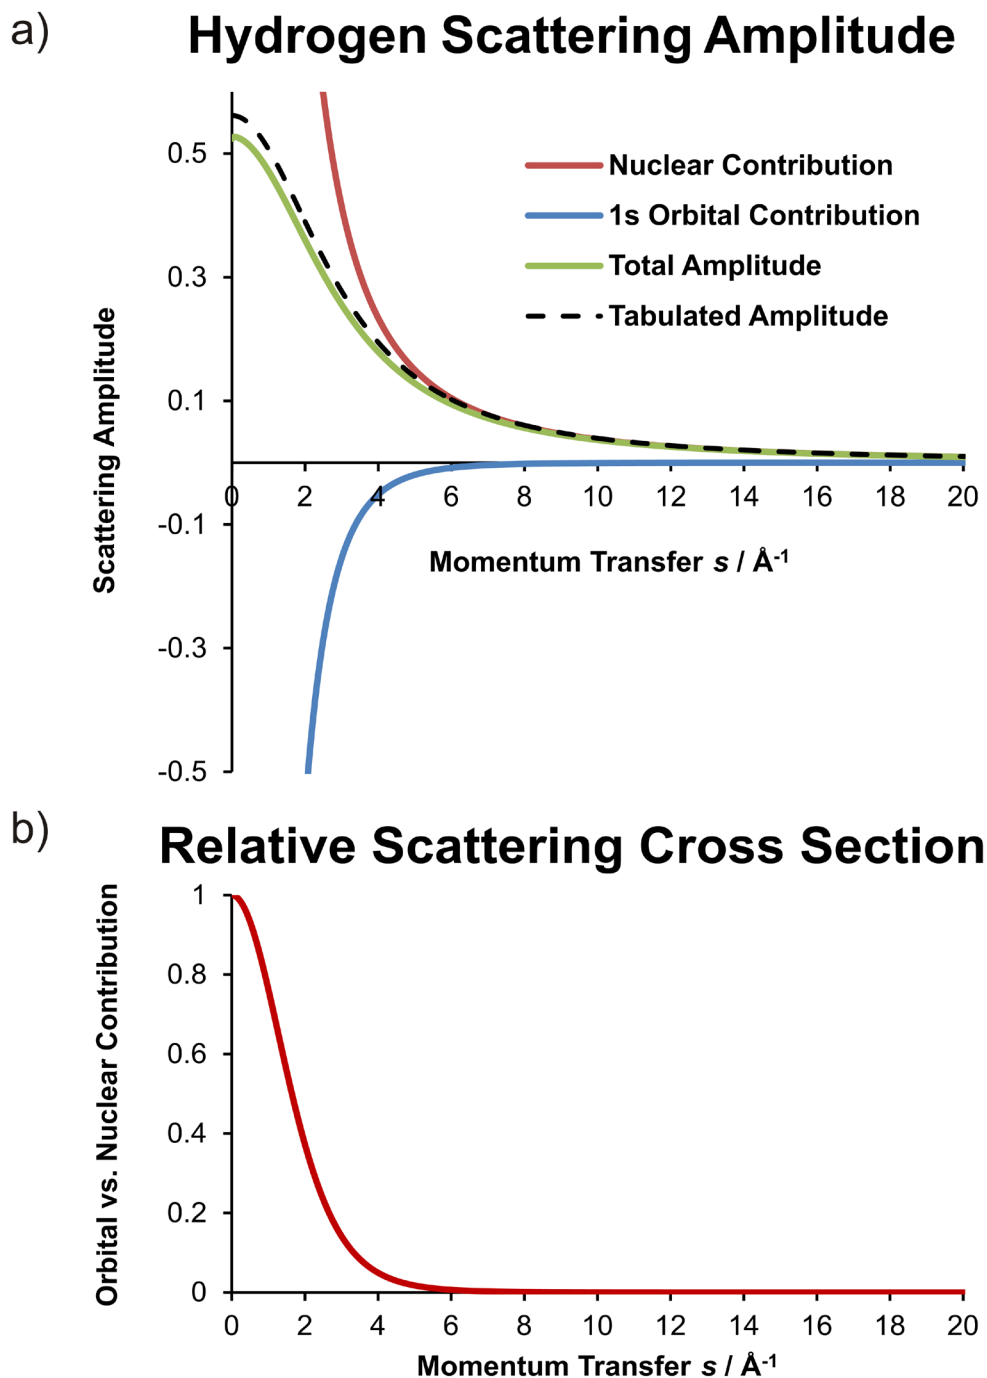 a)
Hydrogen Scattering Amplitude
0.5
0.3
0.1
-0.1
-0.3
-0.5
Scattering Amplitude
Nuclear Contribution
1s Orbital Contribution
Total Amplitude
Tabulated Amplitude
0 2 4 6 8 10 12 14 16 18 20
Momentum Transfer s / Å-1
b)
Relative Scattering Cross Section
1
0.8
0.6
0.4
0.2
0
Orbital vs. Nuclear Contribution
0 2 4 6 8 10 12 14 16 18 20
Momentum Transfer s / Å-1